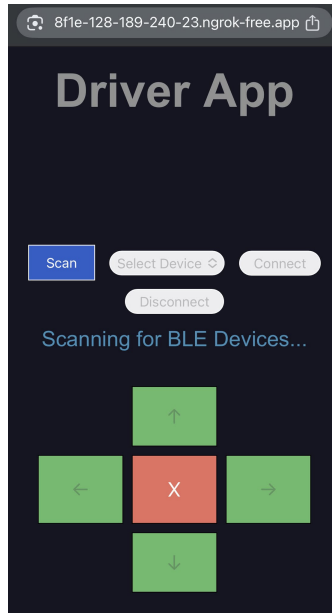 8f1e-128-189-240-23.ngrok-free.app
Driver App
Scan Select Device Connect
Disconnect
Scanning for BLE Devices...
↑
← X →
↓